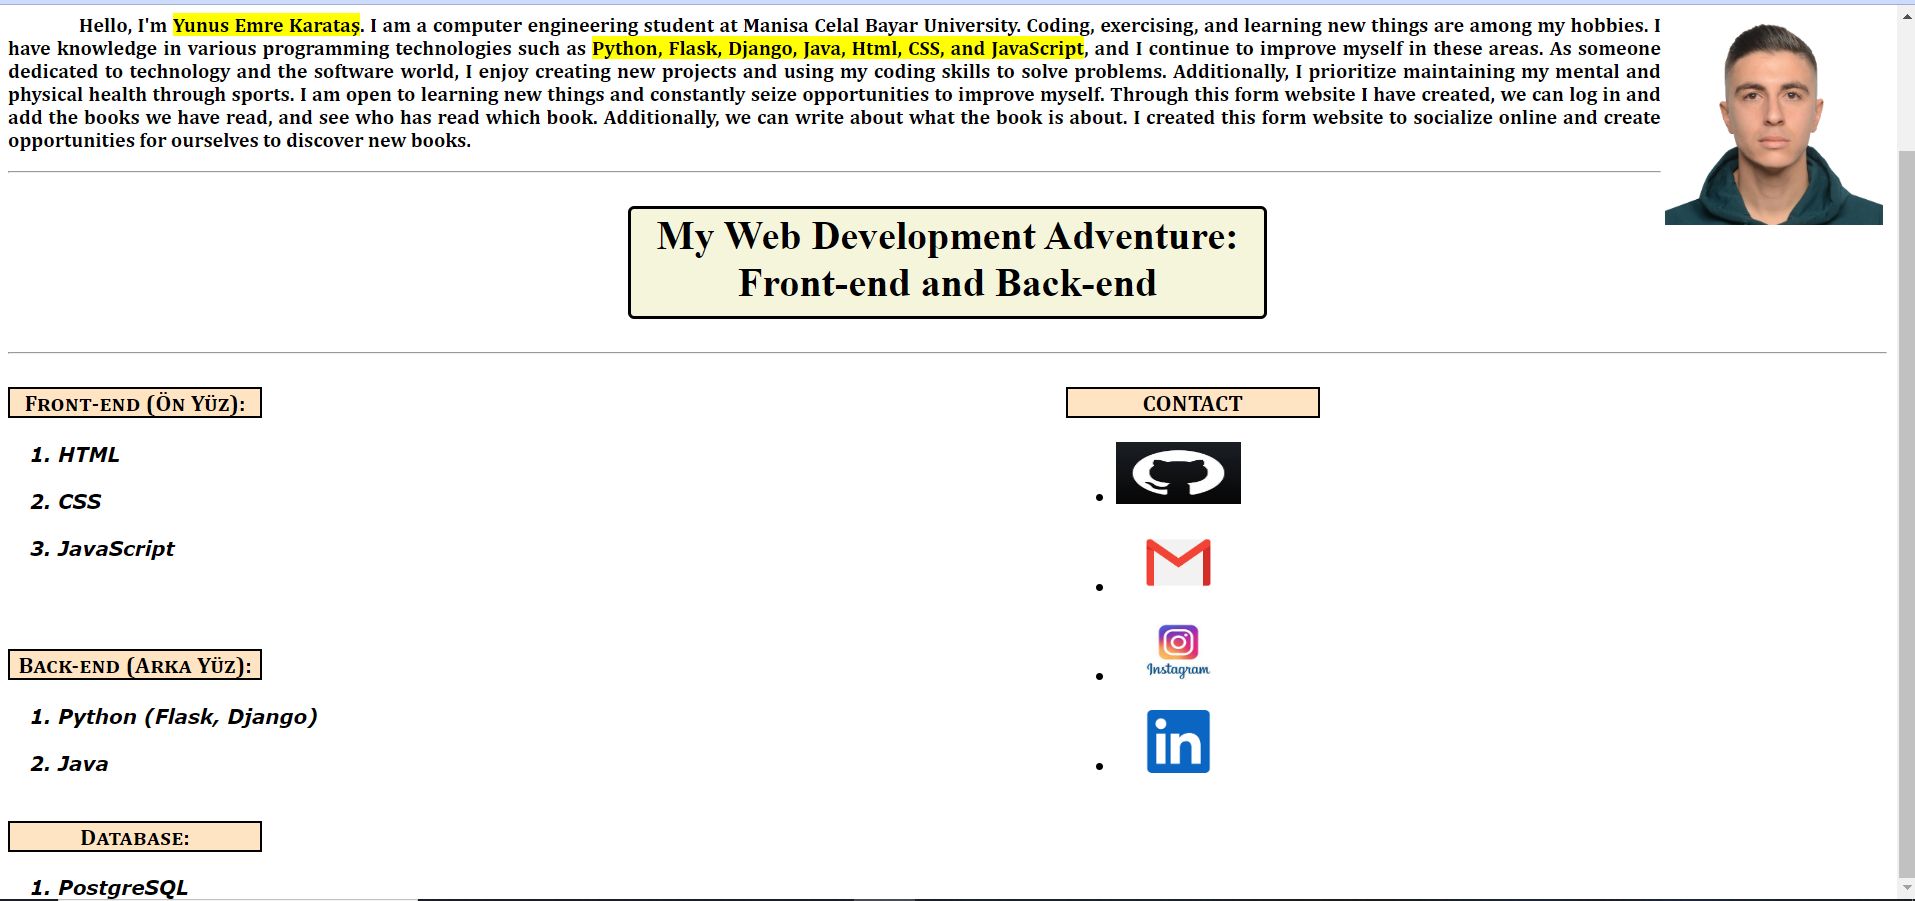 Hello, I'm Yunus Emre Karataş. I am a computer engineering student at Manisa Celal Bayar University. Coding, exercising, and learning new things are among my hobbies. I
have knowledge in various programming technologies such as Python, Flask, Django, Java, Html, CSS, and JavaScript, and I continue to improve myself in these areas. As someone
dedicated to technology and the software world, I enjoy creating new projects and using my coding skills to solve problems. Additionally, I prioritize maintaining my mental and
physical health through sports. I am open to learning new things and constantly seize opportunities to improve myself. Through this form website I have created, we can log in and
add the books we have read, and see who has read which book. Additionally, we can write about what the book is about. I created this form website to socialize online and create
opportunities for ourselves to discover new books.
My Web Development Adventure:
Front-end and Back-end
Front-end (Ön Yüz):
1. HTML
2. CSS
3. JavaScript
Back-end (Arka Yüz):
1. Python (Flask, Django)
2. Java
Database:
1. PostgreSQL
CONTACT
Instagram
in